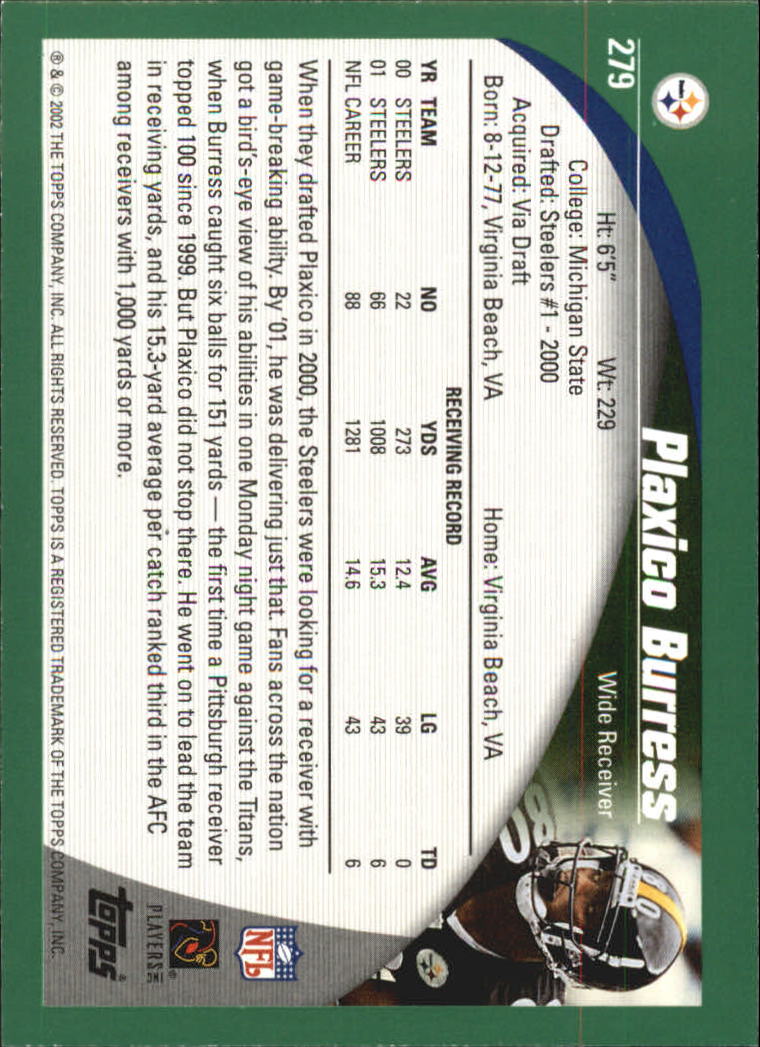 279
Plaxico Burress
Ht: 6'5" Wt: 229 Wide Receiver
College: Michigan State
Drafted: Steelers #1 - 2000
Acquired: Via Draft
Born: 8-12-77, Virginia Beach, VA Home: Virginia Beach, VA
RECEIVING RECORD
YR TEAM NO YDS AVG LG TD
00 STEELERS 22 273 12.4 39 0
01 STEELERS 66 1008 15.3 43 6
NFL CAREER 88 1281 14.6 43 6
When they drafted Plaxico in 2000, the Steelers were looking for a receiver with
game-breaking ability. By '01, he was delivering just that. Fans across the nation
got a bird's-eye view of his abilities in one Monday night game against the Titans,
when Burress caught six balls for 151 yards — the first time a Pittsburgh receiver
topped 100 since 1999. But Plaxico did not stop there. He went on to lead the team
in receiving yards, and his 15.3-yard average per catch ranked third in the AFC
among receivers with 1,000 yards or more.
NFL
PLAYERS INC
topps®
® & © 2002 THE TOPPS COMPANY, INC. ALL RIGHTS RESERVED. TOPPS IS A REGISTERED TRADEMARK OF THE TOPPS COMPANY, INC.
80